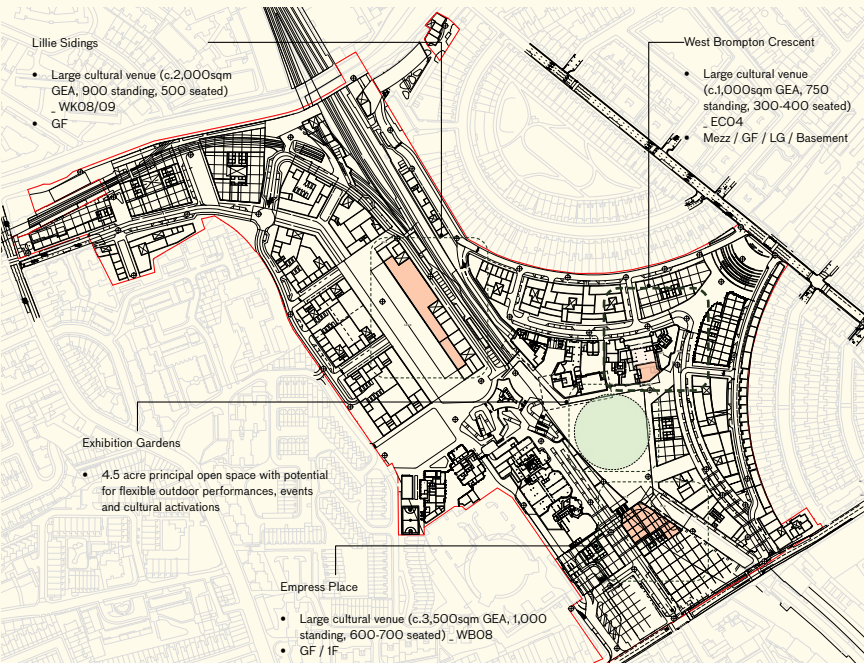 Lillie Sidings
• Large cultural venue (c.2,000sqm
GEA, 900 standing, 500 seated)
_ WK08/09
• GF
West Brompton Crescent
• Large cultural venue
(c.1,000sqm GEA, 750
standing, 300-400 seated)
_ EC04
• Mezz / GF / LG / Basement
Exhibition Gardens
• 4.5 acre principal open space with potential
for flexible outdoor performances, events
and cultural activations
Empress Place
• Large cultural venue (c.3,500sqm GEA, 1,000
standing, 600-700 seated) _ WB08
• GF / 1F